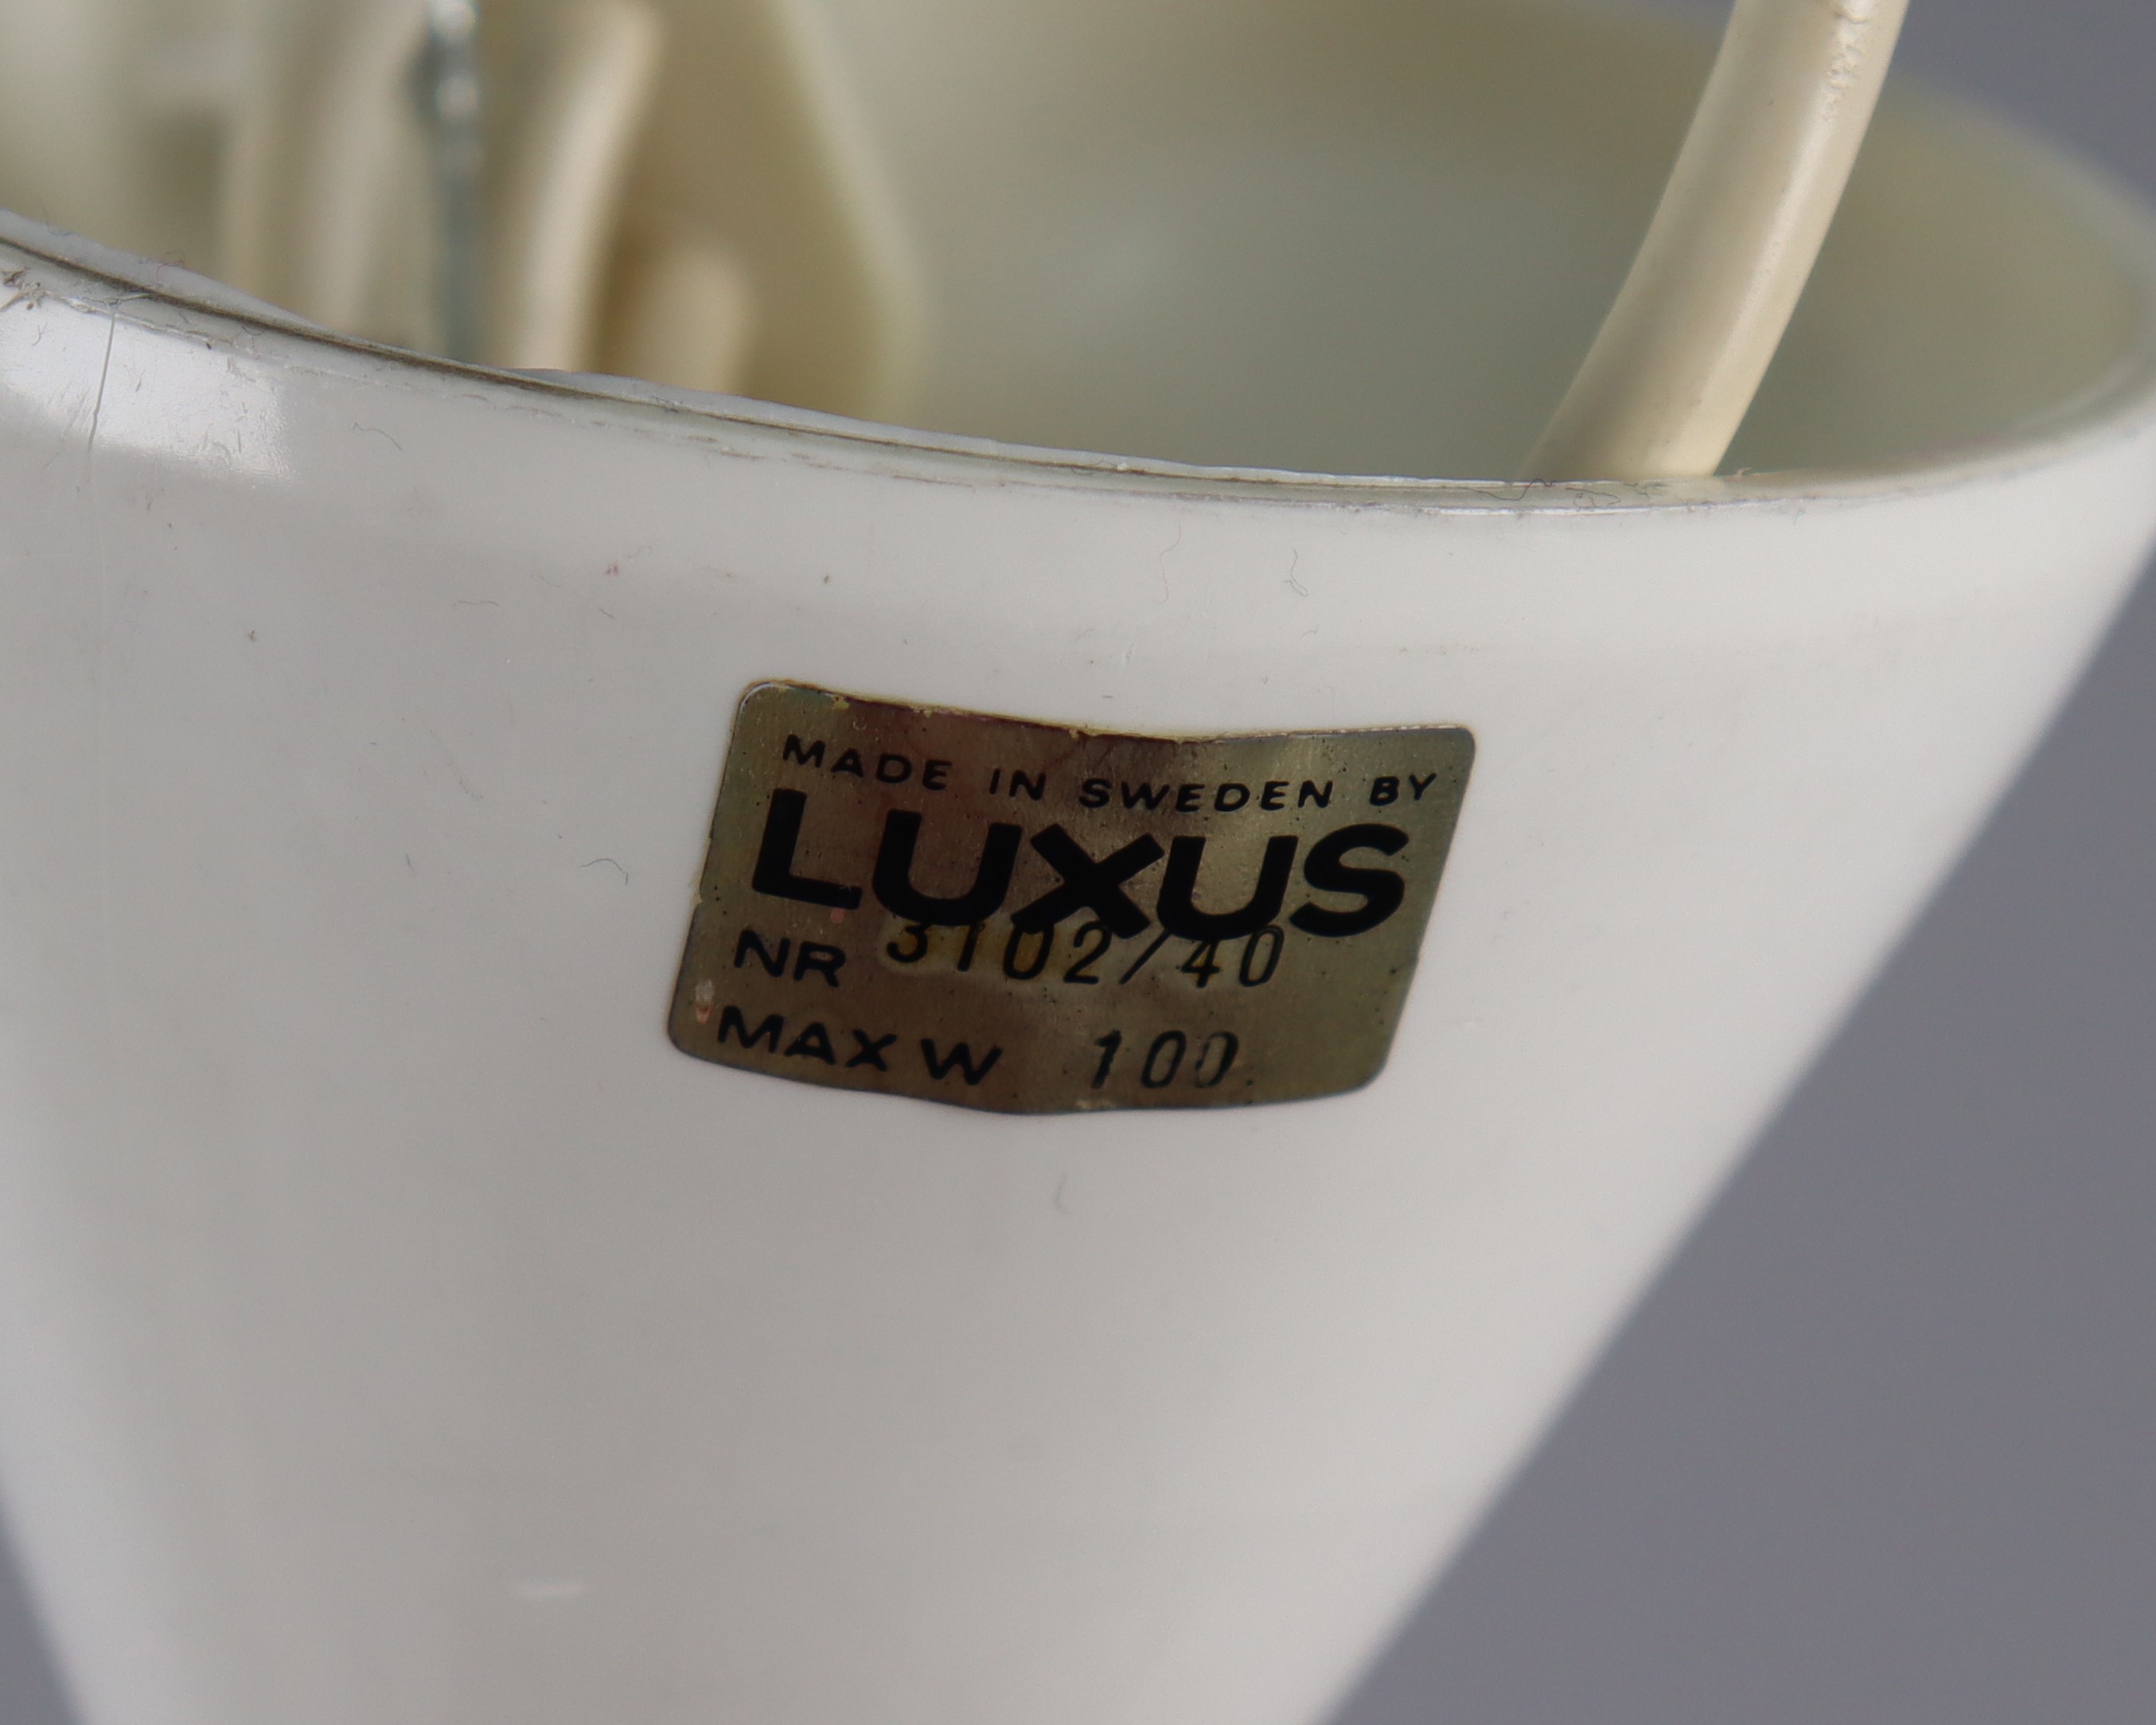 MADE IN SWEDEN BY
LUXUS
NR 3102/40
MAX W 100